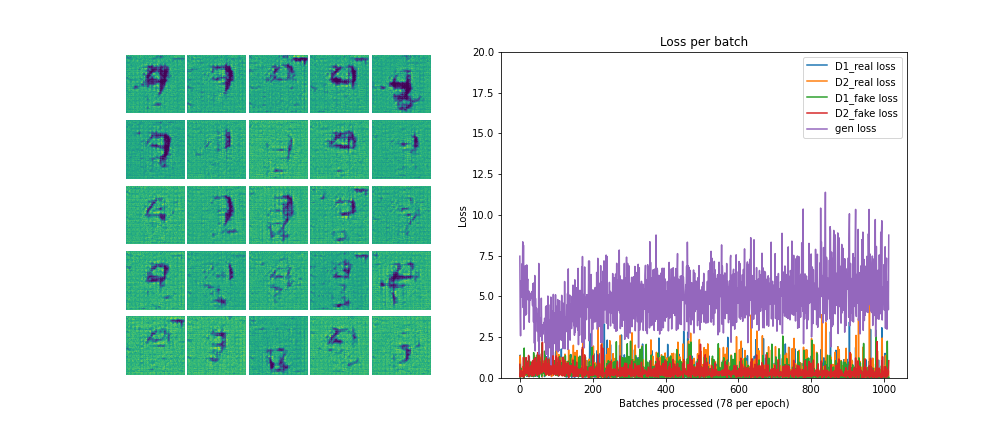 Loss per batch
20.0
17.5
15.0
12.5
10.0
7.5
5.0
2.5
0.0
Loss
D1_real loss
D2_real loss
D1_fake loss
D2_fake loss
gen loss
0 200 400 600 800 1000
Batches processed (78 per epoch)